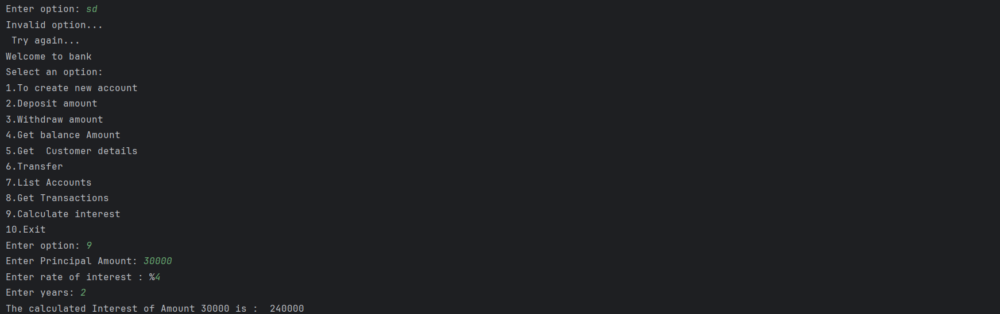 Enter option: sd
Invalid option...
 Try again...
Welcome to bank
Select an option:
1.To create new account
2.Deposit amount
3.Withdraw amount
4.Get balance Amount
5.Get  Customer details
6.Transfer
7.List Accounts
8.Get Transactions
9.Calculate interest
10.Exit
Enter option: 9
Enter Principal Amount: 30000
Enter rate of interest : %4
Enter years: 2
The calculated Interest of Amount 30000 is :  240000